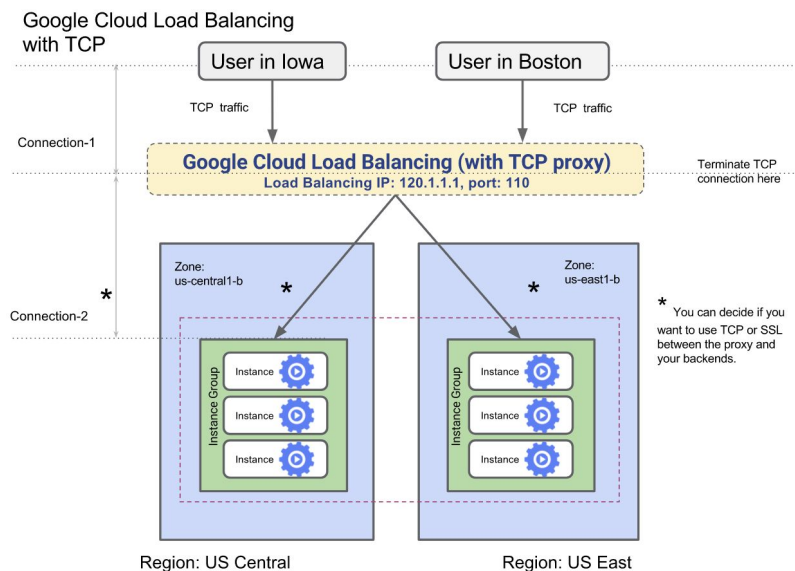 Google Cloud Load Balancing
with TCP
User in Iowa
User in Boston
TCP traffic
TCP traffic
Connection-1
Google Cloud Load Balancing (with TCP proxy)
Load Balancing IP: 120.1.1.1, port: 110
Terminate TCP
connection here
Zone:
us-central1-b
Zone:
us-east1-b
*
*
*
Connection-2
* You can decide if you
want to use TCP or SSL
between the proxy and
your backends.
Instance Group
Instance
Instance
Instance
Instance Group
Instance
Instance
Instance
Region: US Central
Region: US East